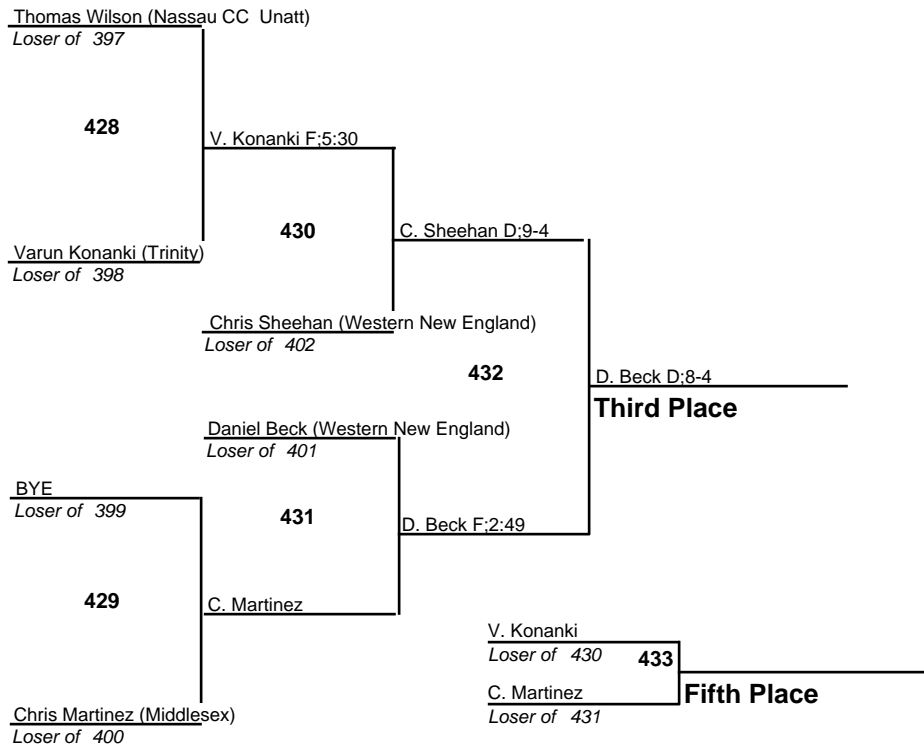 Thomas Wilson (Nassau CC  Unatt)
Loser of  397
428
V. Konanki F;5:30
430
C. Sheehan D;9-4
Varun Konanki (Trinity)
Loser of  398
Chris Sheehan (Western New England)
Loser of  402
432
D. Beck D;8-4
Third Place
Daniel Beck (Western New England)
Loser of  401
BYE
Loser of  399
431
D. Beck F;2:49
429
C. Martinez
V. Konanki
Loser of  430
433
Fifth Place
C. Martinez
Loser of  431
Chris Martinez (Middlesex)
Loser of  400